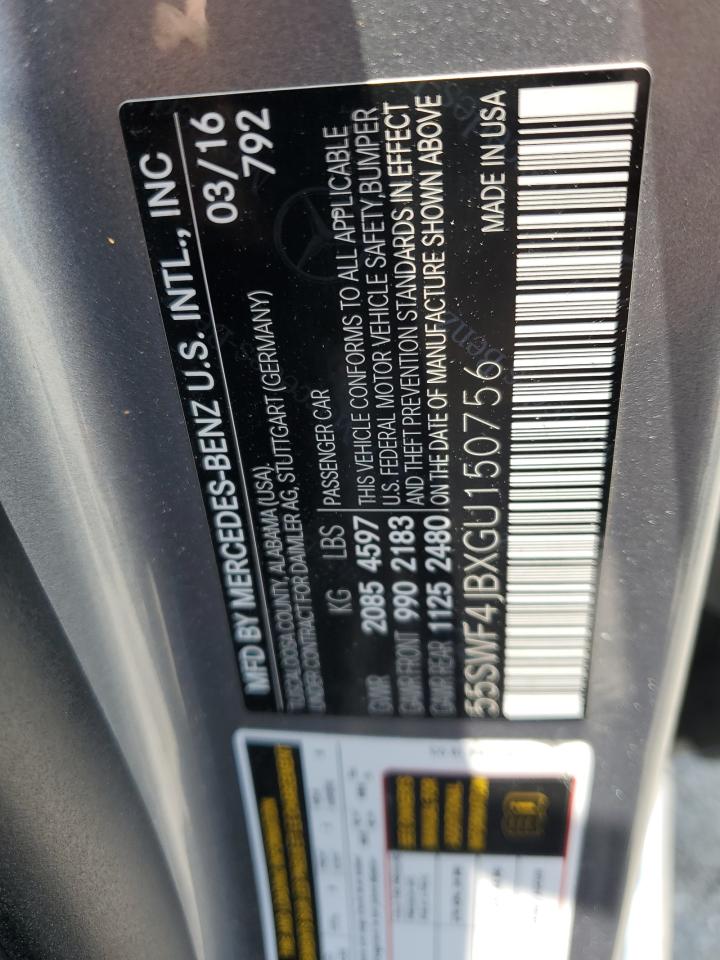 MFD BY MERCEDES-BENZ U.S. INTL., INC
TUSCALOOSA COUNTY, ALABAMA (USA)
UNDER CONTRACT FOR DAIMLER AG, STUTTGART (GERMANY)
03/16
792
KG LBS
GVWR 2085 4597
GAWR FRONT 990 2183
GAWR REAR 1125 2480
PASSENGER CAR
THIS VEHICLE CONFORMS TO ALL APPLICABLE
U.S. FEDERAL MOTOR VEHICLE SAFETY,BUMPER
AND THEFT PREVENTION STANDARDS IN EFFECT
ON THE DATE OF MANUFACTURE SHOWN ABOVE
55SWF4JBXGU150756
MADE IN USA